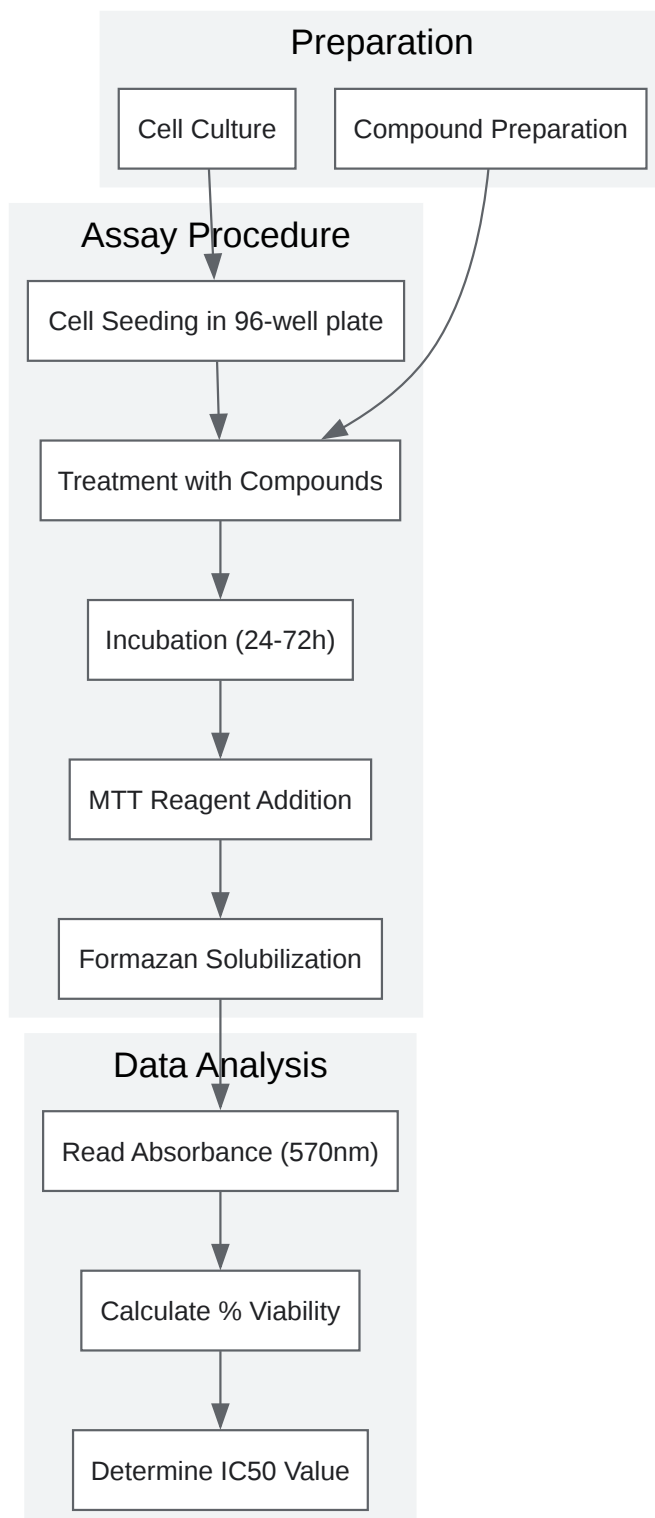 Preparation
Cell Culture
Compound Preparation
Assay Procedure
Cell Seeding in 96-well plate
Treatment with Compounds
Incubation (24-72h)
MTT Reagent Addition
Formazan Solubilization
Data Analysis
Read Absorbance (570nm)
Calculate % Viability
Determine IC50 Value